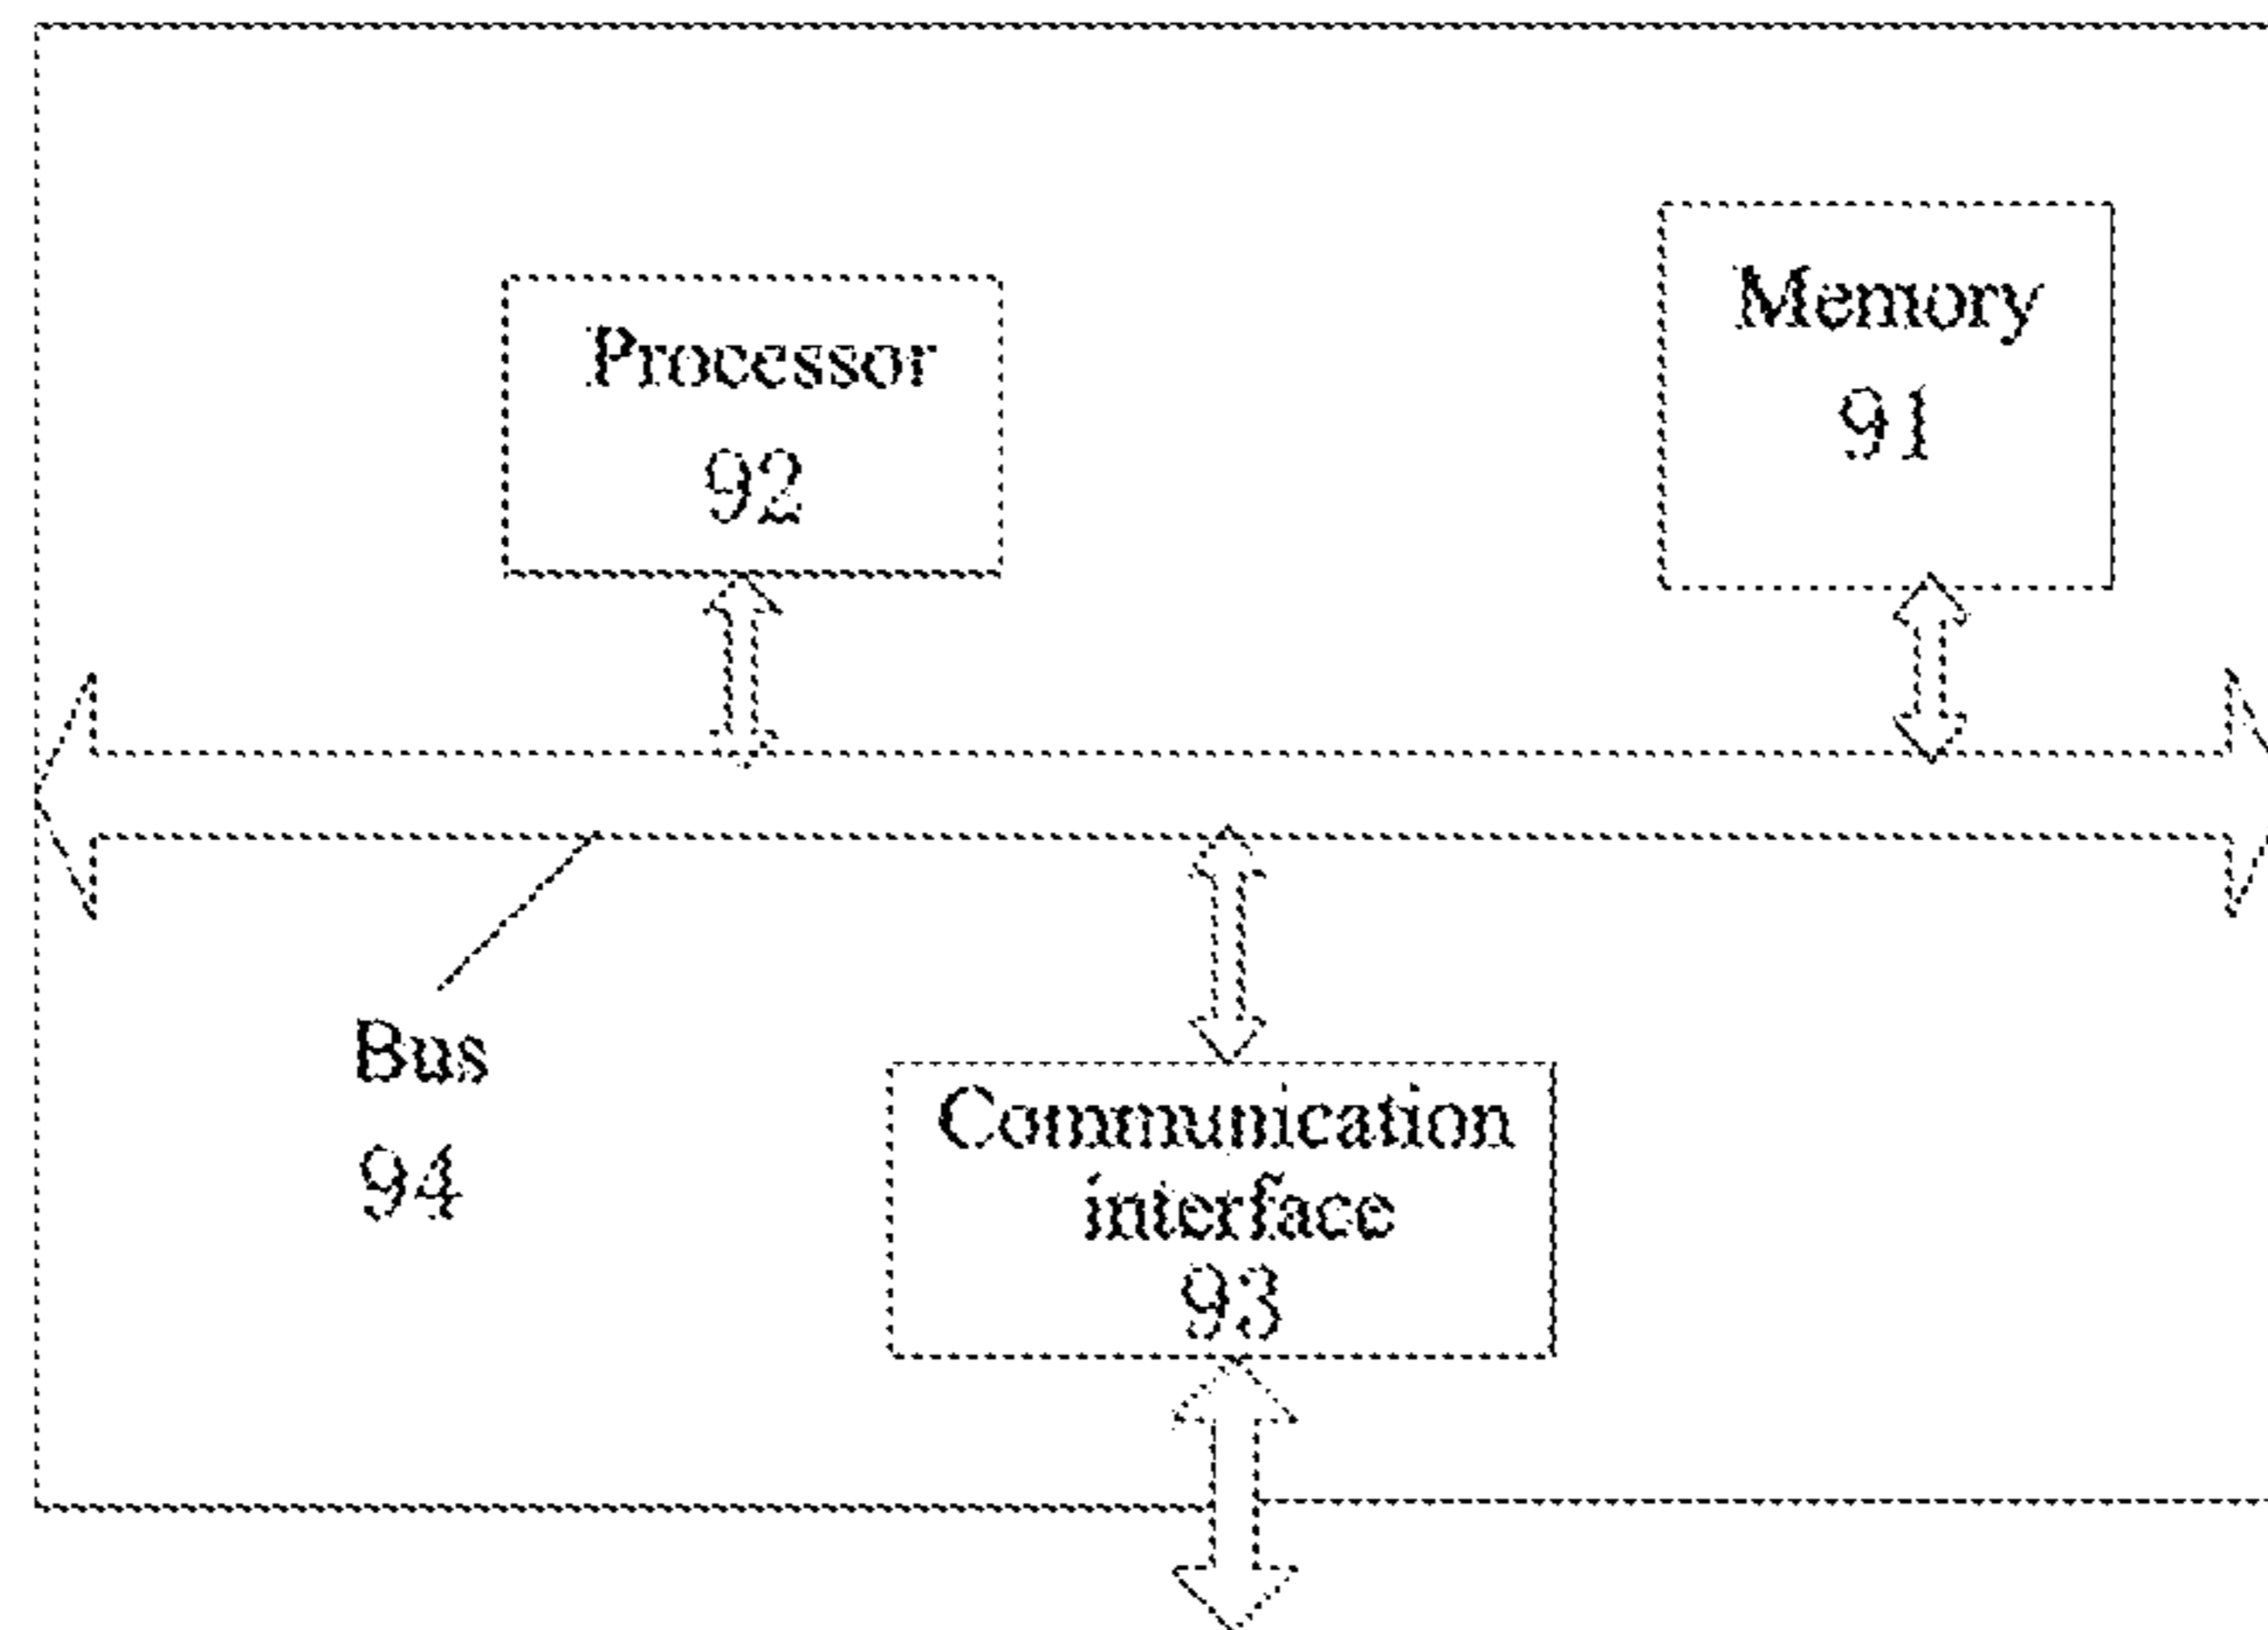 Processor
92
Memory
91
Bus
94
Communication
interface
93